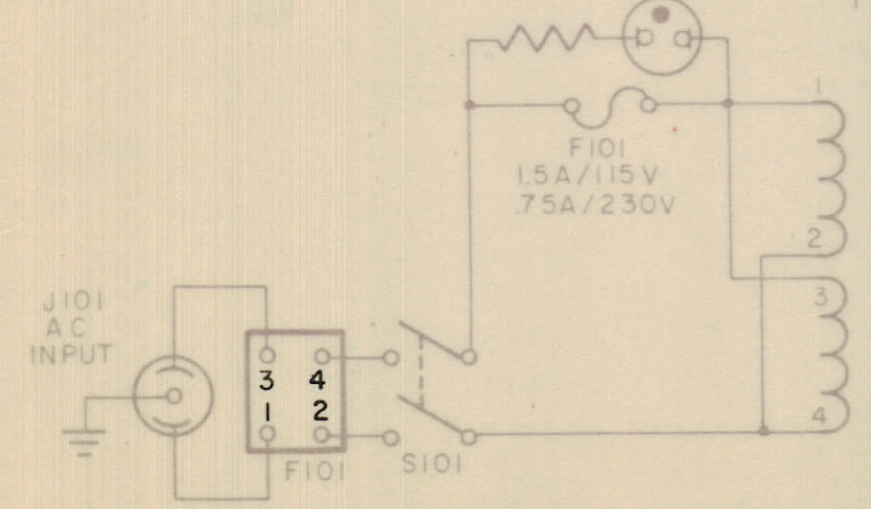 1
F101
1.5A/115V
.75A/230V
2
3
J101
AC
INPUT
3 4
1 2
4
F101
S101